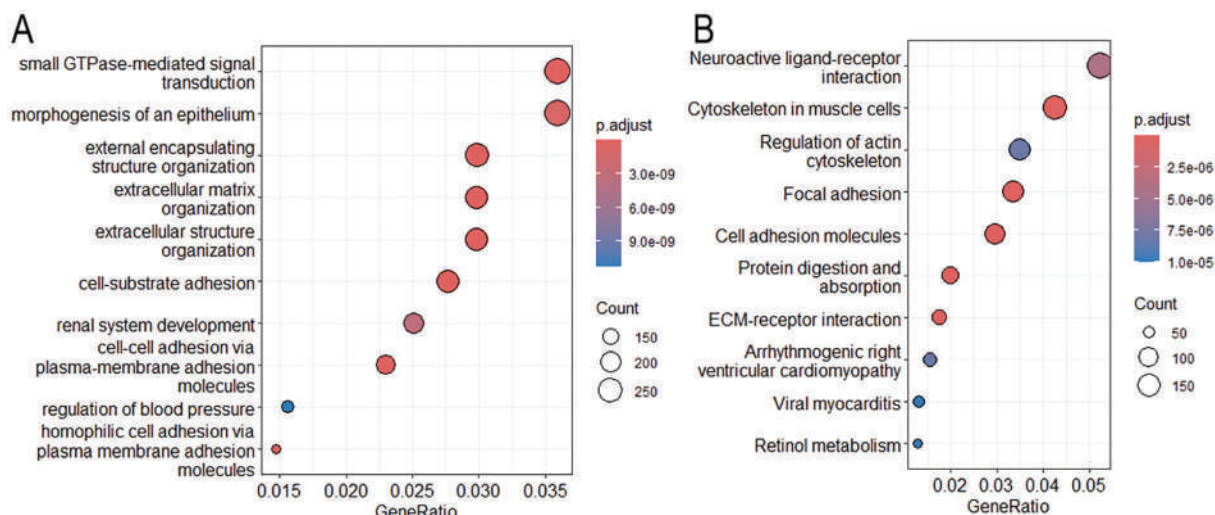 A
small GTPase-mediated signal
transduction
morphogenesis of an epithelium
external encapsulating
structure organization
extracellular matrix
organization
extracellular structure
organization
cell-substrate adhesion
renal system development
cell-cell adhesion via
plasma-membrane adhesion
molecules
regulation of blood pressure
homophilic cell adhesion via
plasma membrane adhesion
molecules
0.015 0.020 0.025 0.030 0.035
GeneRatio
p.adjust
3.0e-09
6.0e-09
9.0e-09
Count
150
200
250
B
Neuroactive ligand-receptor
interaction
Cytoskeleton in muscle cells
Regulation of actin
cytoskeleton
Focal adhesion
Cell adhesion molecules
Protein digestion and
absorption
ECM-receptor interaction
Arrhythmogenic right
ventricular cardiomyopathy
Viral myocarditis
Retinol metabolism
0.02 0.03 0.04 0.05
GeneRatio
p.adjust
2.5e-06
5.0e-06
7.5e-06
1.0e-05
Count
50
100
150